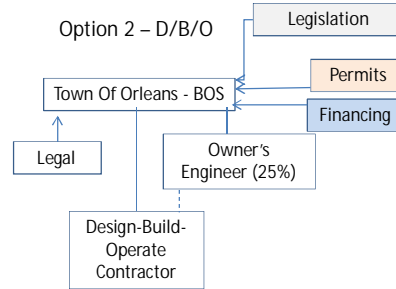 Option 2 – D/B/O
Legislation
Permits
Town Of Orleans - BOS
Financing
Legal
Owner's
Engineer (25%)
Design-Build-
Operate
Contractor